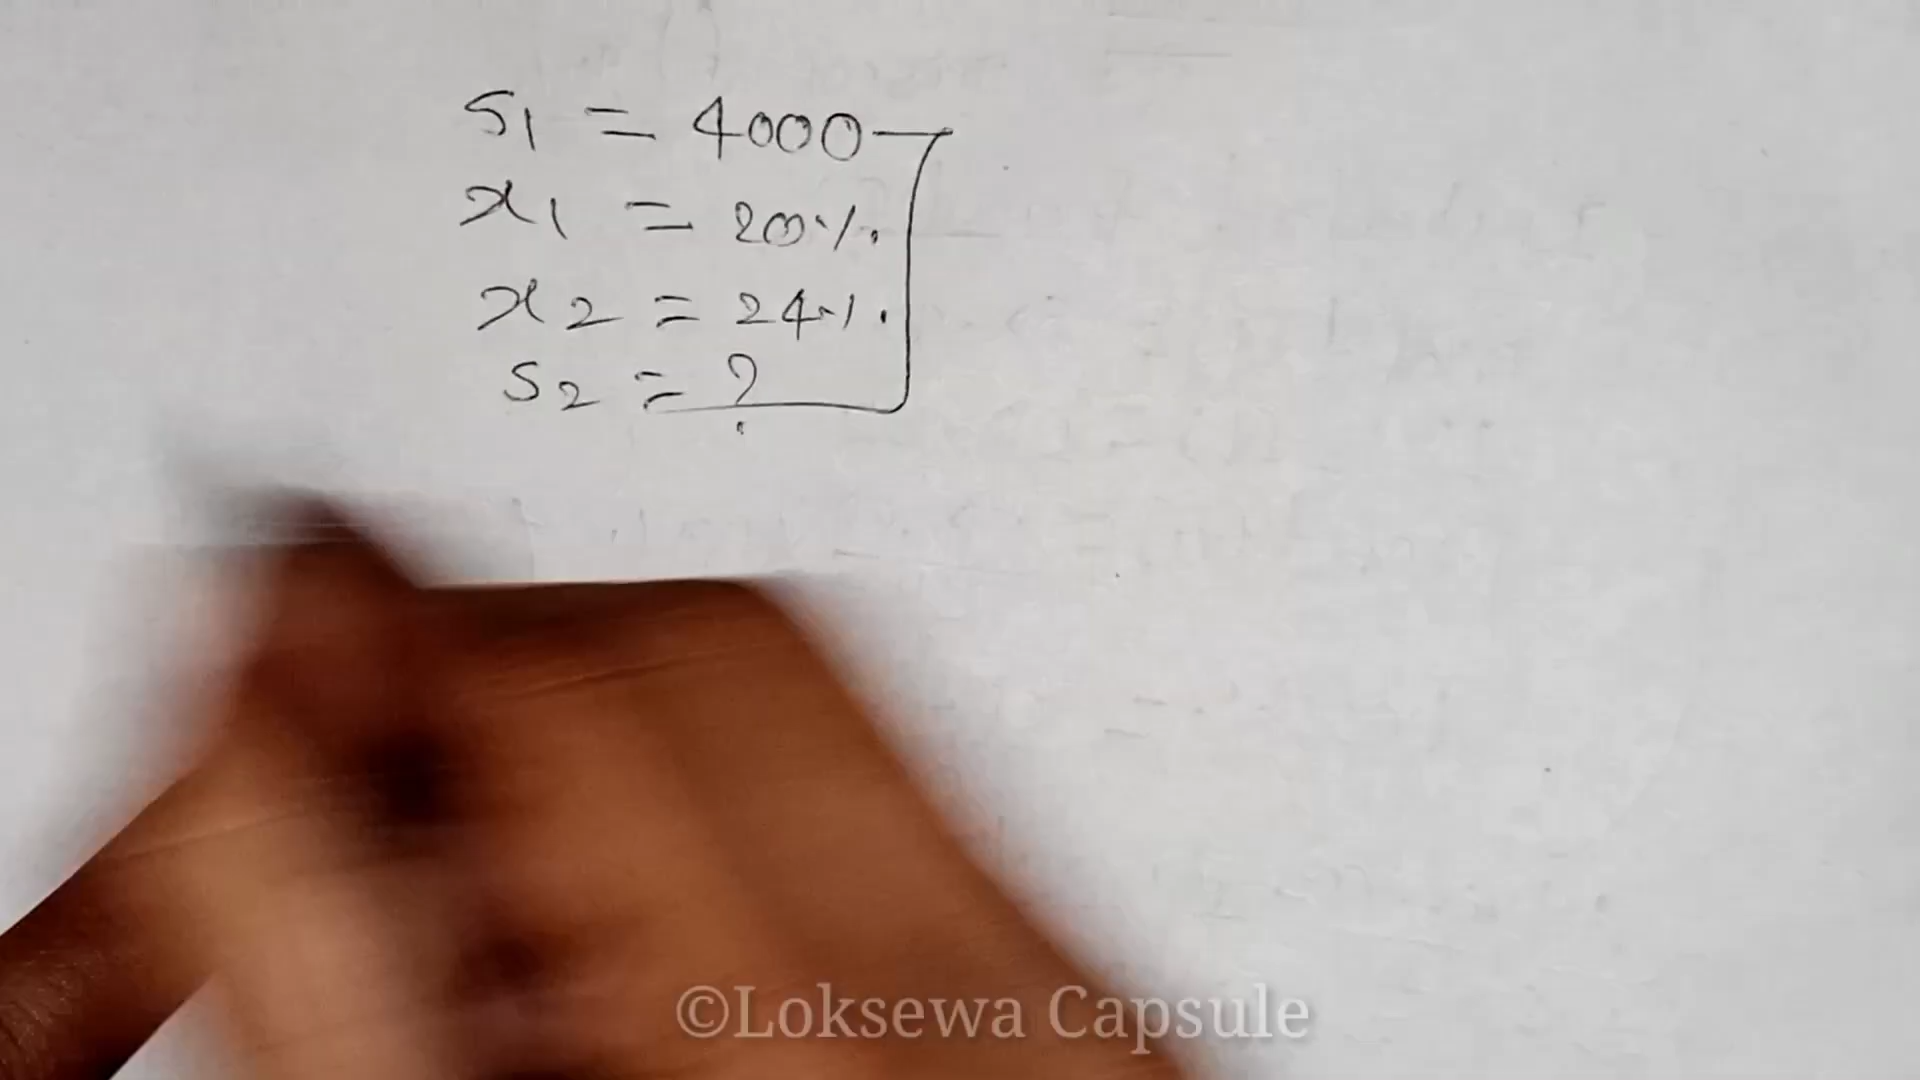 S1 = 4000
x1 = 20%
x2 = 24%
S2 = ?
©Loksewa Capsule